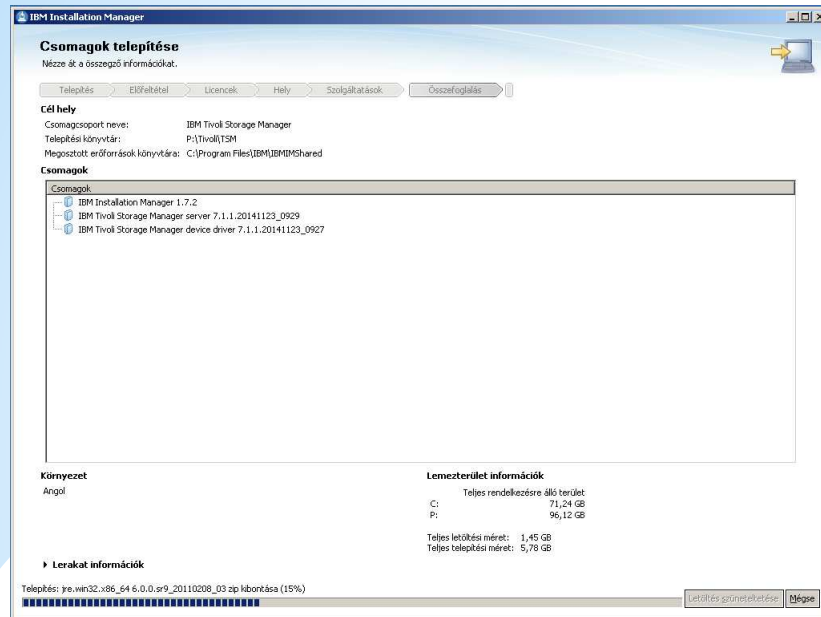 IBM Installation Manager
Csomagok telepítése
Nézze át a összegző információkat.
Telepítés Előfeltétel Licencek Hely Szolgáltatások Összefoglalás
Cél hely
Csomagcsoport neve: IBM Tivoli Storage Manager
Telepítési könyvtár: P:\Tivoli\TSM
Megosztott erőforrások könyvtára: C:\Program Files\IBM\IBMIMShared
Csomagok
Csomagok
IBM Installation Manager 1.7.2
IBM Tivoli Storage Manager server 7.1.1.20141123_0929
IBM Tivoli Storage Manager device driver 7.1.1.20141123_0927
Környezet
Angol
Lemezterület információk
Teljes rendelkezésre álló terület
C: 71,24 GB
P: 96,12 GB
Teljes letöltési méret: 1,45 GB
Teljes telepítési méret: 5,78 GB
Lerakat információk
Telepítés: jre.win32.x86_64 6.0.0.sr9_20110208_03 zip kibontása (15%)
Letöltés szüneteltetése Mégse